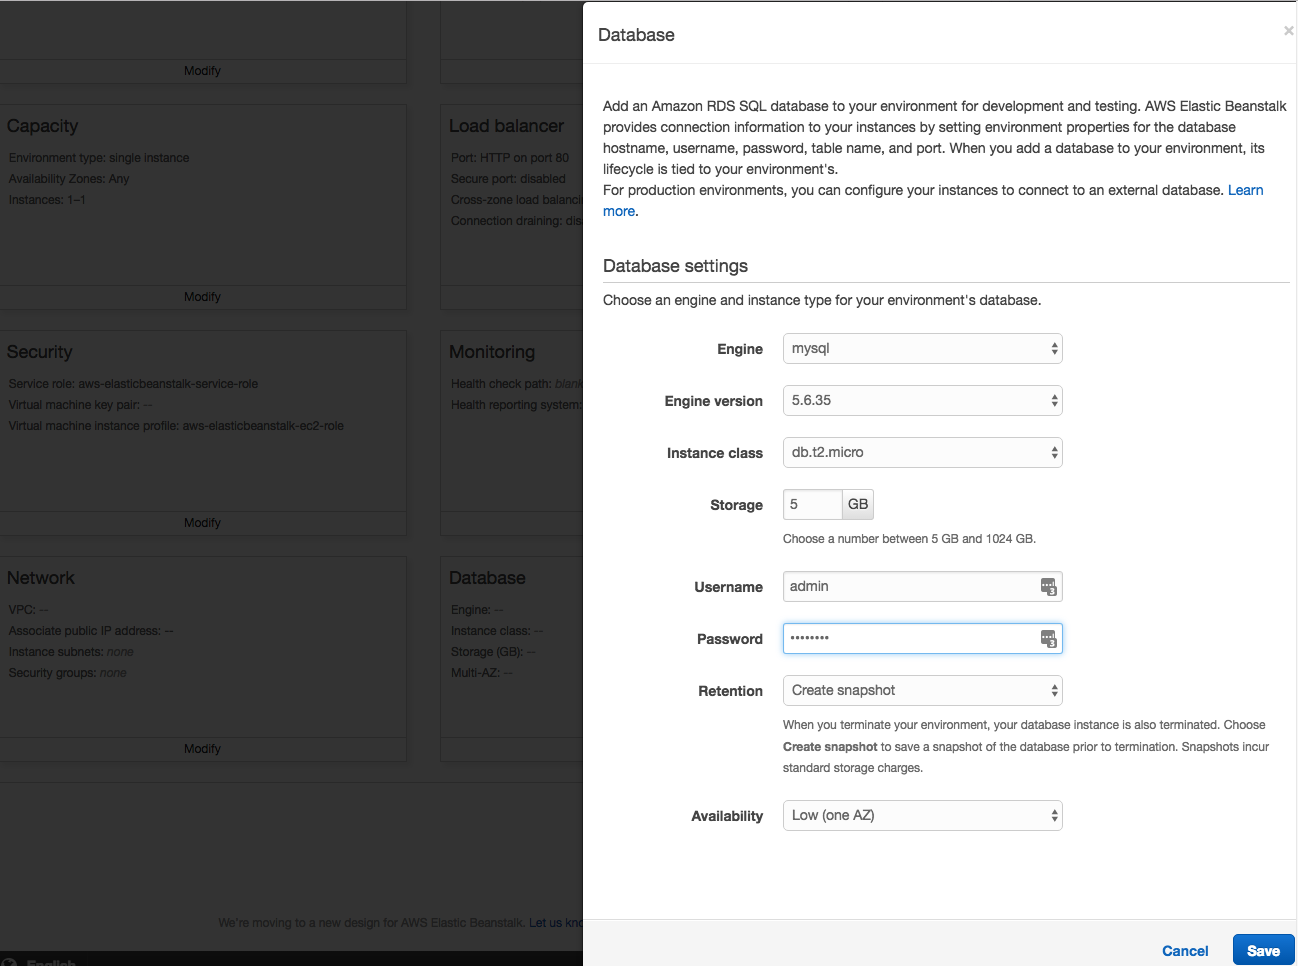 Modify
Capacity
Environment type: single instance
Availability Zones: Any
Instances: 1–1
Modify
Load balancer
Port: HTTP on port 80
Secure port: disabled
Cross-zone load balanci
Connection draining: dis
Security
Service role: aws-elasticbeanstalk-service-role
Virtual machine key pair: --
Virtual machine instance profile: aws-elasticbeanstalk-ec2-role
Modify
Monitoring
Health check path: blank
Health reporting system:
Network
VPC: --
Associate public IP address: --
Instance subnets: none
Security groups: none
Modify
Database
Engine: --
Instance class: --
Storage (GB): --
Multi-AZ: --
We're moving to a new design for AWS Elastic Beanstalk. Let us kno
English
Database
×
Add an Amazon RDS SQL database to your environment for development and testing. AWS Elastic Beanstalk
provides connection information to your instances by setting environment properties for the database
hostname, username, password, table name, and port. When you add a database to your environment, its
lifecycle is tied to your environment's.
For production environments, you can configure your instances to connect to an external database. Learn
more.
Database settings
Choose an engine and instance type for your environment's database.
Engine mysql
Engine version 5.6.35
Instance class db.t2.micro
Storage 5 GB
Choose a number between 5 GB and 1024 GB.
Username admin 3
Password •••••••• 3
Retention Create snapshot
When you terminate your environment, your database instance is also terminated. Choose
Create snapshot to save a snapshot of the database prior to termination. Snapshots incur
standard storage charges.
Availability Low (one AZ)
Cancel Save